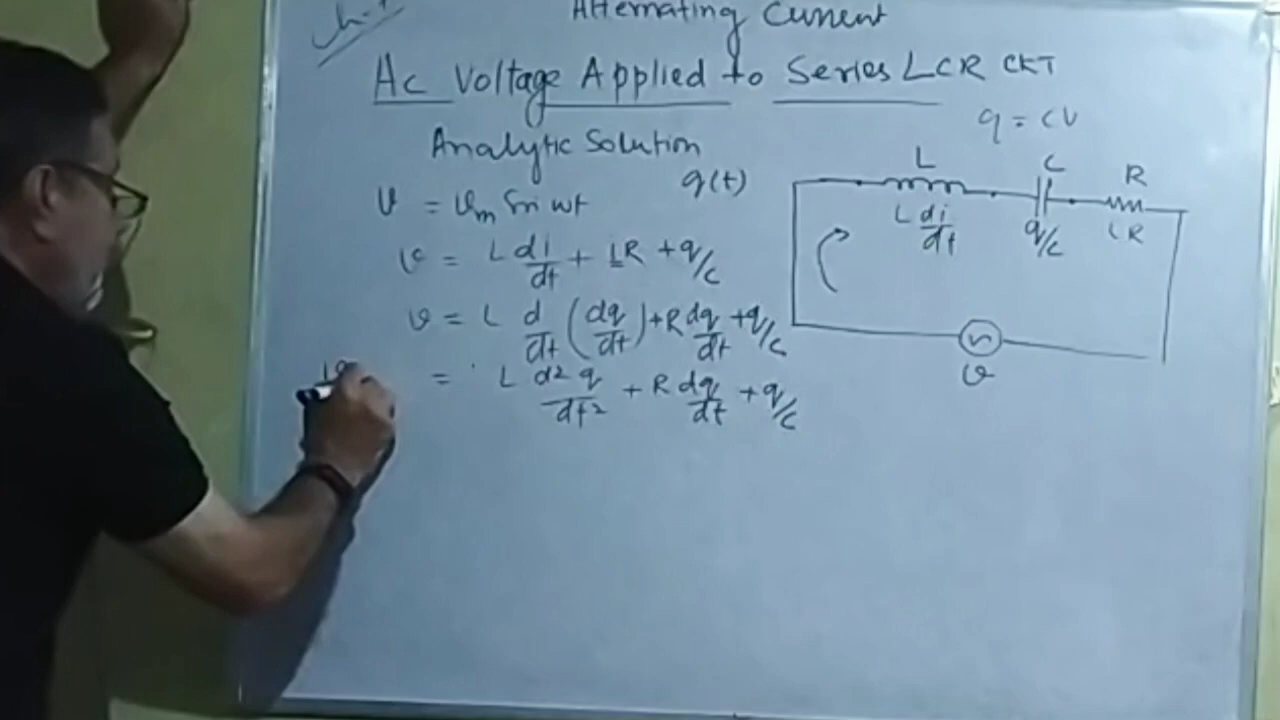 Alternating Current
Ac Voltage Applied to Series LCR CKT
q = CV
Analytic Solution
q(t)
v = vm Sin wt
v = L di/dt + iR + q/c
v = L d/dt (dq/dt) + R dq/dt + q/c
= L d²q/dt² + R dq/dt + q/c
L
C
R
L di/dt
q/c
iR
v